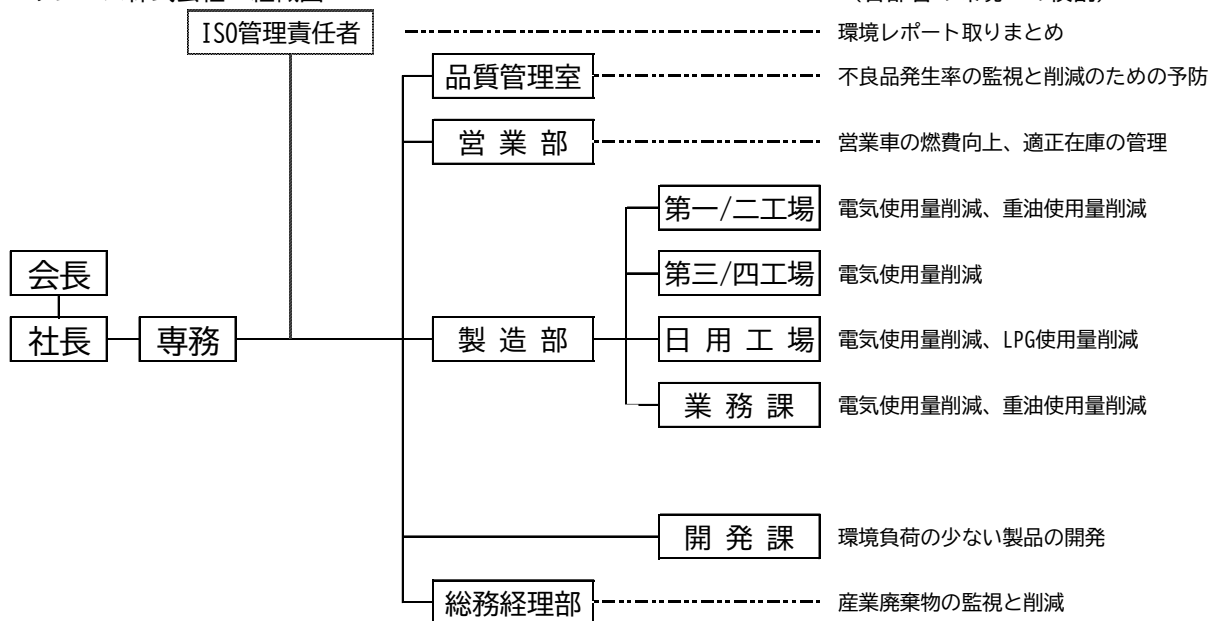 ISO管理責任者 環境レポート取りまとめ
品質管理室 不良品発生率の監視と削減のための予防
営業部 営業車の燃費向上、適正在庫の管理
第一/二工場 電気使用量削減、重油使用量削減
会長 第三/四工場 電気使用量削減
社長 専務 製造部 日用工場 電気使用量削減、LPG使用量削減
業務課 電気使用量削減、重油使用量削減
開発課 環境負荷の少ない製品の開発
総務経理部 産業廃棄物の監視と削減